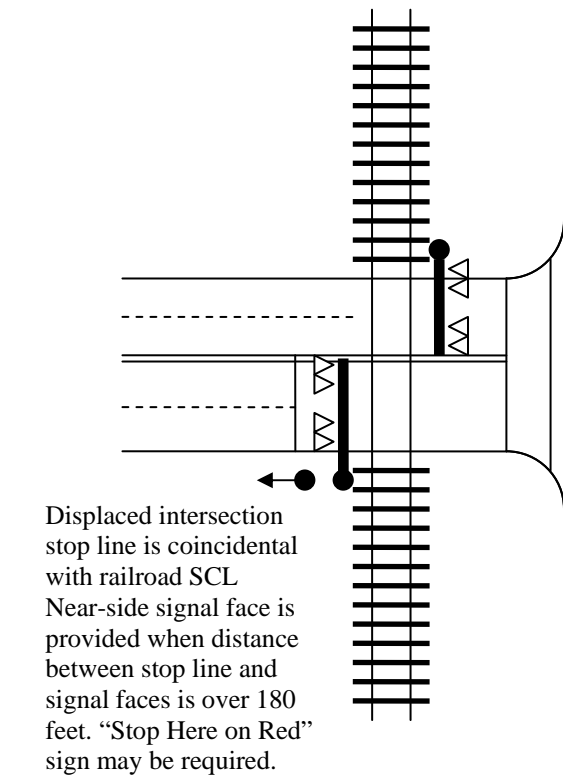 Displaced intersection
stop line is coincidental
with railroad SCL
Near-side signal face is
provided when distance
between stop line and
signal faces is over 180
feet. “Stop Here on Red”
sign may be required.